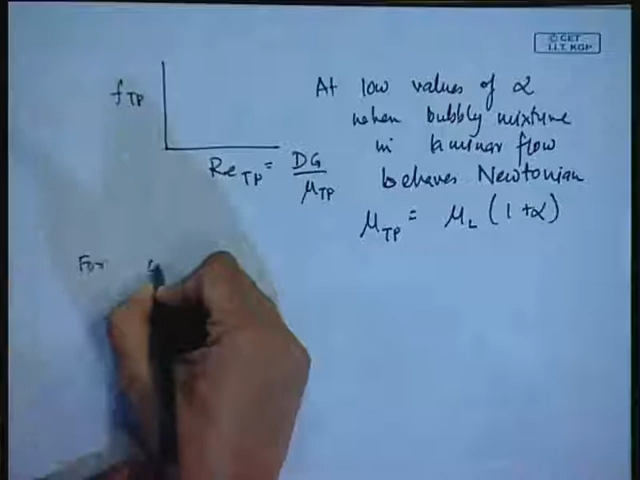 © CET
I.I.T. KGP
f_TP
Re_TP = DG / μ_TP
At low values of α
when bubbly mixture
in laminar flow
behaves Newtonian
μ_TP = μ_L (1 + α)
For